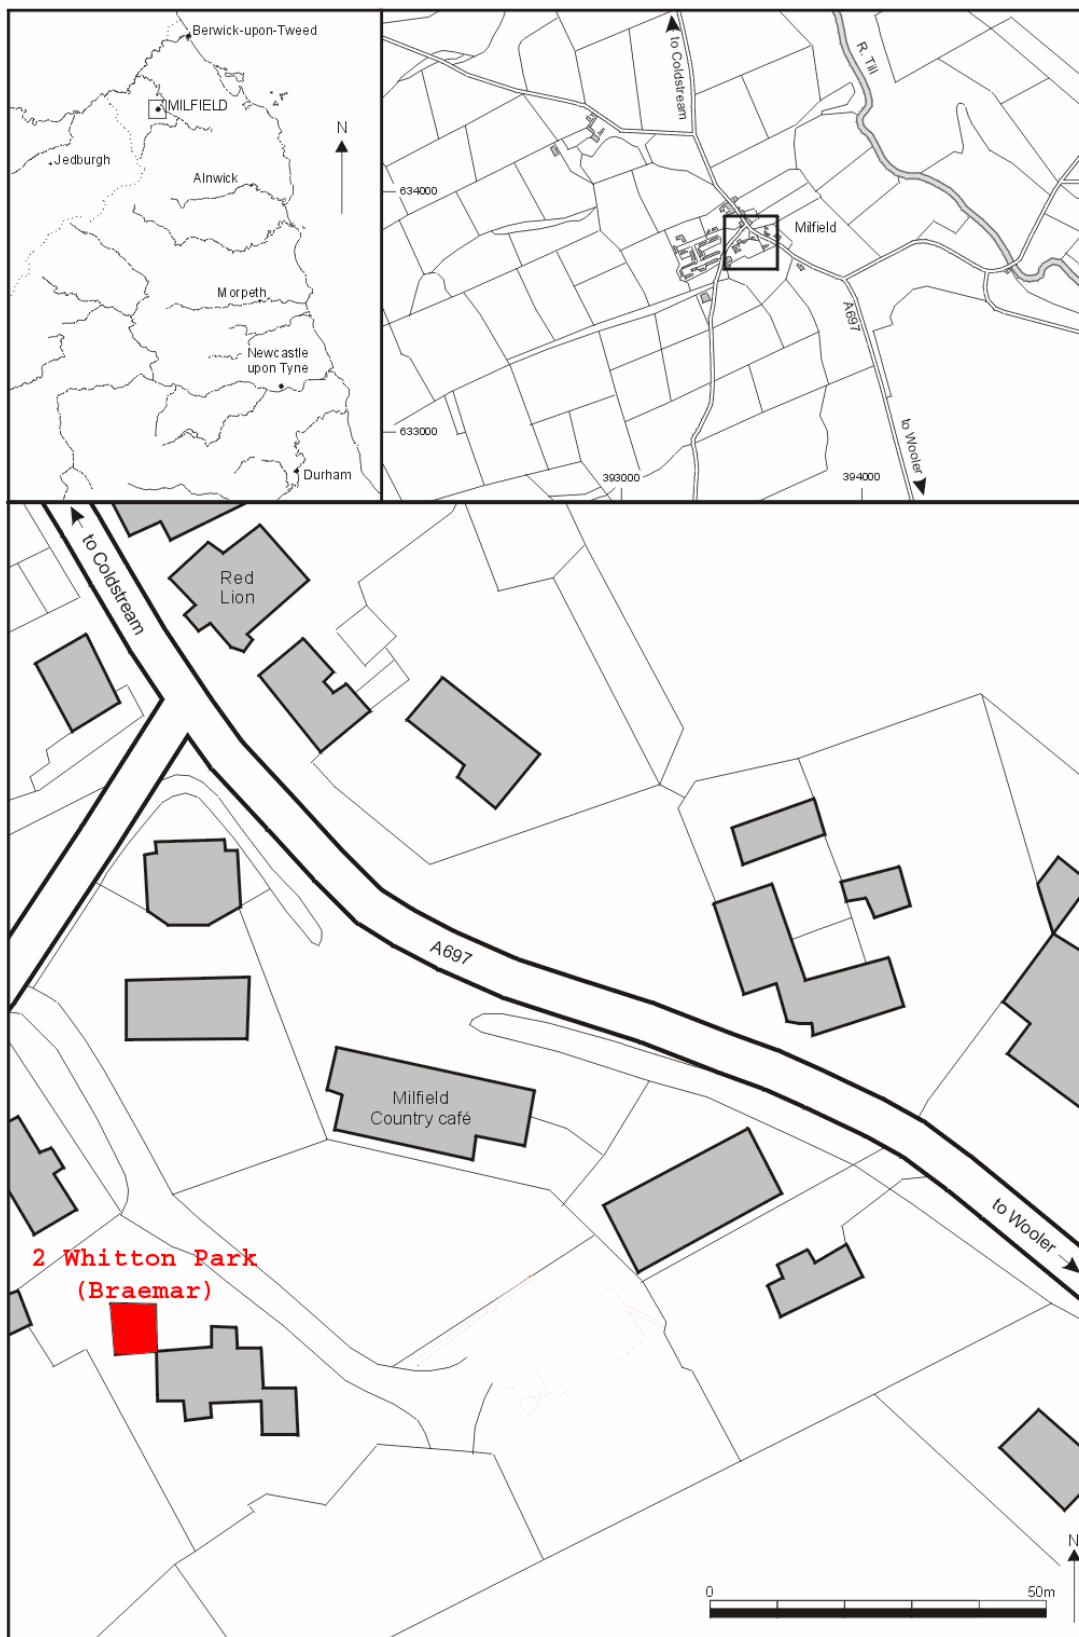 Berwick-upon-Tweed
MILFIELD
Jedburgh
N
Alnwick
Morpeth
Newcastle
upon Tyne
Durham
to Coldstream
R. Till
634000
Milfield
A697
633000
to Wooler
393000
394000
to Coldstream
Red
Lion
A697
Milfield
Country café
to Wooler
2 Whitton Park
(Braemar)
N
0
50m